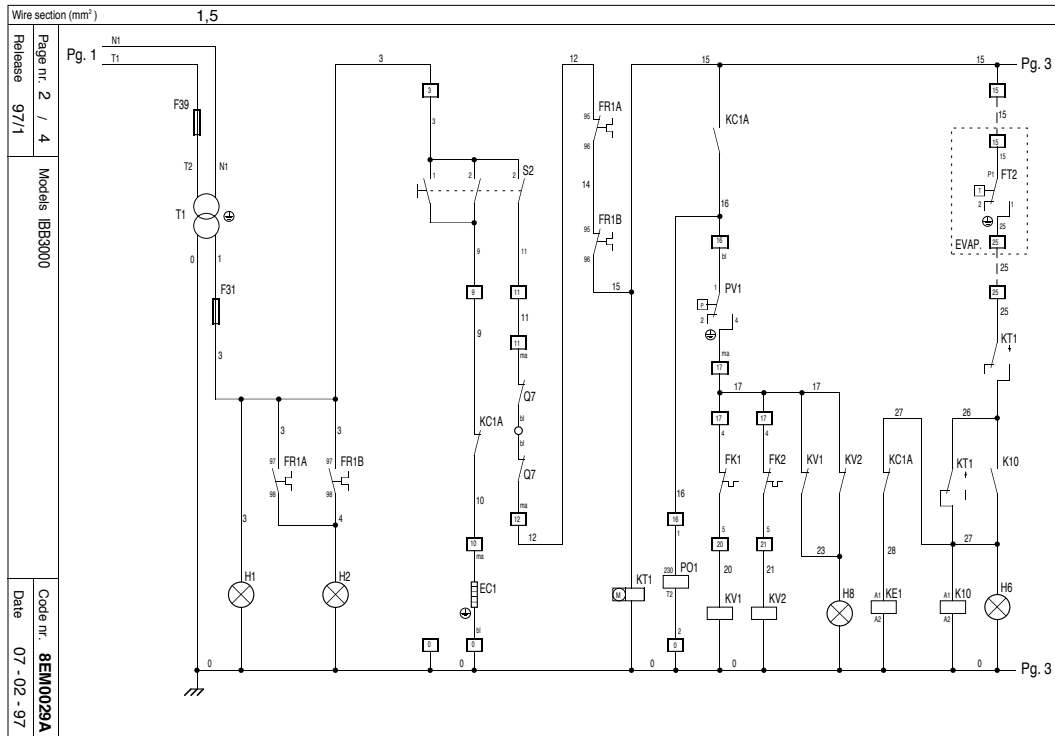 Wire section (mm²) 1,5
Page nr. 2 / 4
Release 97/1
Models IBB3000
Code nr. 8EM0029A
Date 07 - 02 - 97
Pg. 1
N1
T1
3
12
15
15
Pg. 3
F39
3
3
FR1A
95
96
KC1A
15
15
15
15
T2
N1
1
2
2
S2
14
P1
FT2
T
2
1
T1
16
FR1B
95
96
16
bl
25
EVAP.
25
0
1
9
11
15
25
F31
9
11
1
PV1
P
2
4
25
25
9
11
11
ma
ma
KT1
3
17
Q7
17
17
bl
bl
17
17
27
26
3
3
KC1A
4
4
97
FR1A
98
97
FR1B
98
Q7
FK1
FK2
KV1
KV2
KC1A
KT1
K10
10
ma
16
3
4
12
16
1
5
5
27
12
10
20
21
23
28
ma
H1
H2
EC1
M
KT1
230
PO1
T2
20
21
KV1
KV2
H8
A1
KE1
A2
A1
K10
A2
H6
bl
2
0
0
0
0
0
0
0
0
Pg. 3